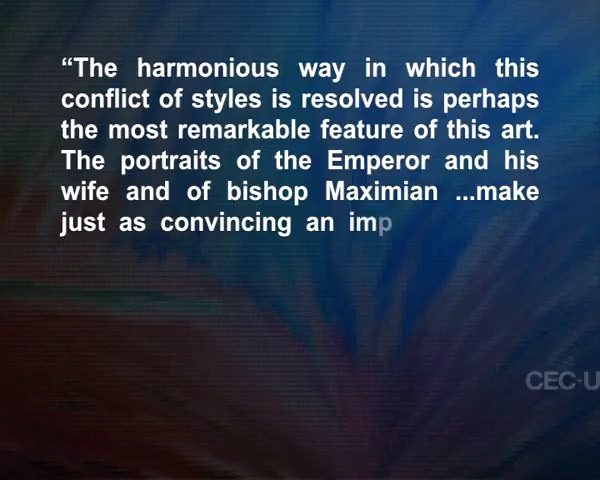 “The harmonious way in which this
conflict of styles is resolved is perhaps
the most remarkable feature of this art.
The portraits of the Emperor and his
wife and of bishop Maximian ...make
just as convincing an imp
CEC-U